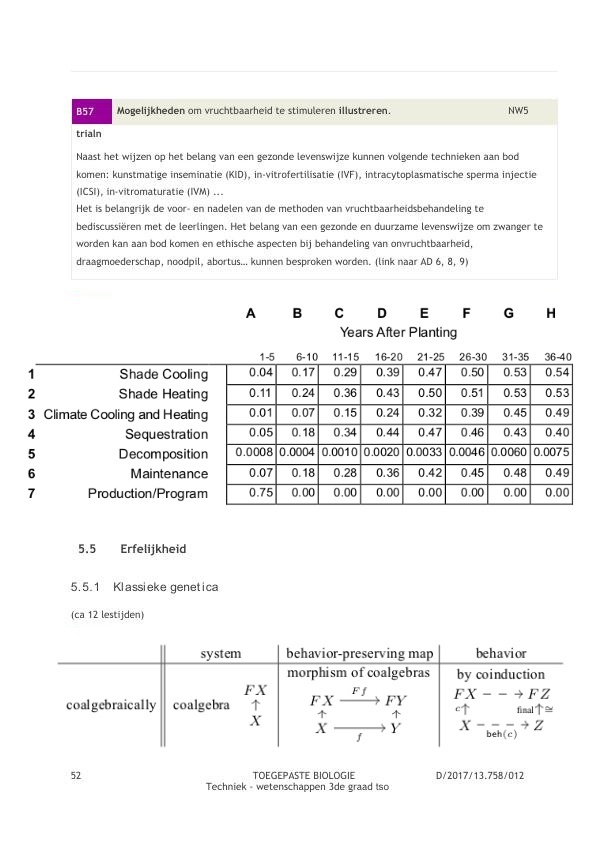 B57 Mogelijkheden om vruchtbaarheid te stimuleren illustreren. NW5
trialn
Naast het wijzen op het belang van een gezonde levenswijze kunnen volgende technieken aan bod
komen: kunstmatige inseminatie (KID), in-vitrofertilisatie (IVF), intracytoplasmatische sperma injectie
(ICSI), in-vitromaturatie (IVM) ...
Het is belangrijk de voor- en nadelen van de methoden van vruchtbaarheidsbehandeling te
bediscussiëren met de leerlingen. Het belang van een gezonde en duurzame levenswijze om zwanger te
worden kan aan bod komen en ethische aspecten bij behandeling van onvruchtbaarheid,
draagmoederschap, noodpil, abortus… kunnen besproken worden. (link naar AD 6, 8, 9)
A B C D E F G H
Years After Planting
1-5 6-10 11-15 16-20 21-25 26-30 31-35 36-40
1 Shade Cooling 0.04 0.17 0.29 0.39 0.47 0.50 0.53 0.54
2 Shade Heating 0.11 0.24 0.36 0.43 0.50 0.51 0.53 0.53
3 Climate Cooling and Heating 0.01 0.07 0.15 0.24 0.32 0.39 0.45 0.49
4 Sequestration 0.05 0.18 0.34 0.44 0.47 0.46 0.43 0.40
5 Decomposition 0.0008 0.0004 0.0010 0.0020 0.0033 0.0046 0.0060 0.0075
6 Maintenance 0.07 0.18 0.28 0.36 0.42 0.45 0.48 0.49
7 Production/Program 0.75 0.00 0.00 0.00 0.00 0.00 0.00 0.00
5.5 Erfelijkheid
5.5.1 Klassieke genetica
(ca 12 lestijden)
system behavior-preserving map behavior
morphism of coalgebras by coinduction
FX Ff FX → FY FX – – → FZ
coalgebraically coalgebra ↑ ↑ ↑ c↑ final↑≅
X X → Y X – – – → Z
f beh(c)
52 TOEGEPASTE BIOLOGIE D/2017/13.758/012
Techniek - wetenschappen 3de graad tso